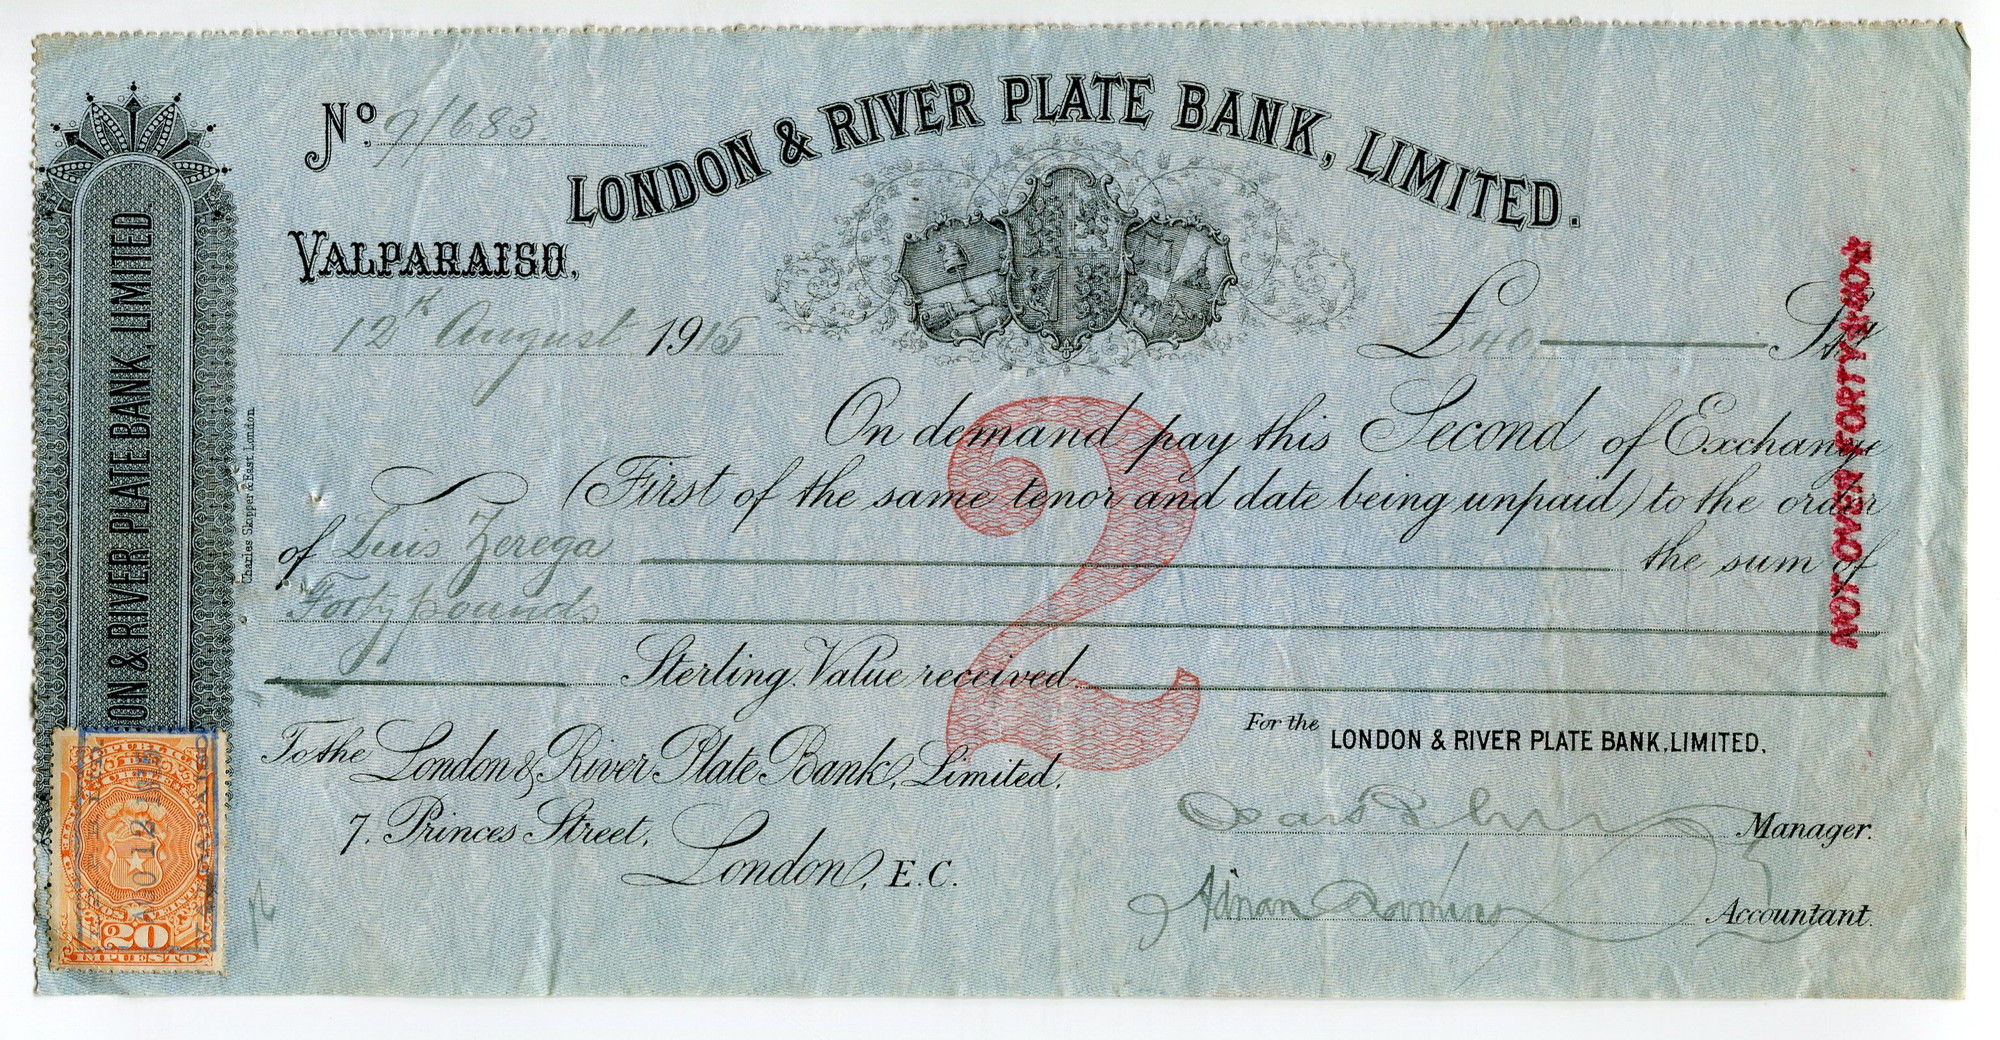 No. 9/683
LONDON & RIVER PLATE BANK, LIMITED.
VALPARAISO,
12th August 1915
£40 Stg
On demand pay this Second of Exchange
(First of the same tenor and date being unpaid) to the order
of Luis Zerega the sum of
Forty pounds
Sterling Value received
To the London & River Plate Bank, Limited.
7. Princes Street,
London, E.C.
For the LONDON & RIVER PLATE BANK, LIMITED.
Manager.
Adrian Accountant.
2
NOT OVER FORTY
LONDON & RIVER PLATE BANK, LIMITED.
Charles Skipper & East London
VALPARAISO
20
IMPUESTO